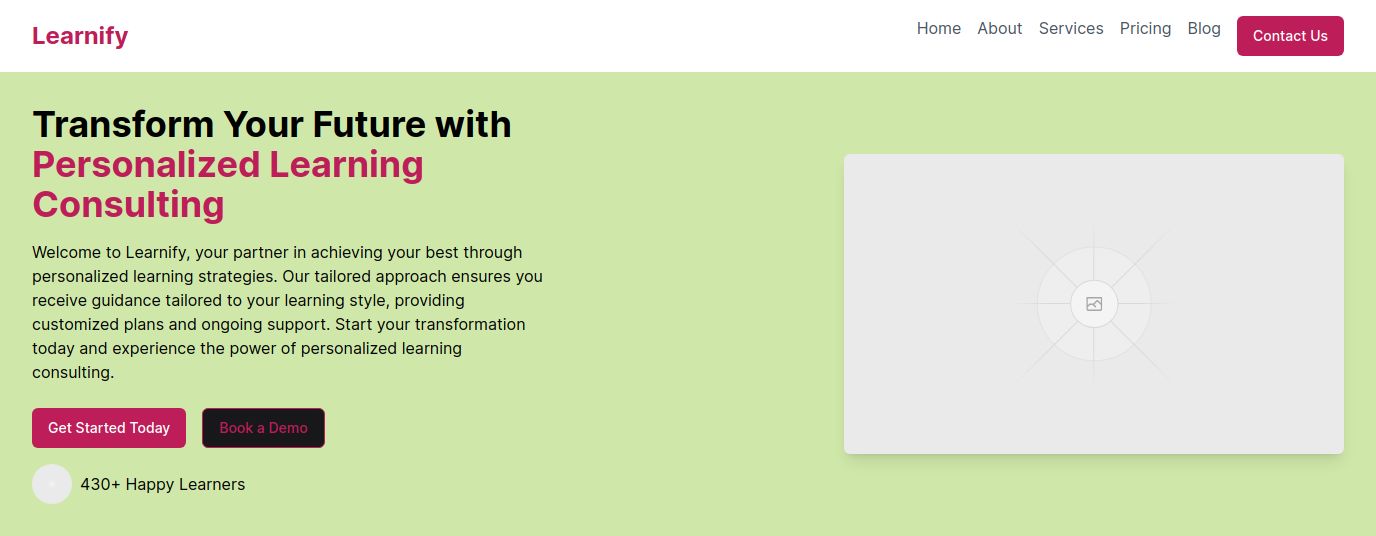 Learnify
Home About Services Pricing Blog Contact Us
Transform Your Future with
Personalized Learning
Consulting
Welcome to Learnify, your partner in achieving your best through
personalized learning strategies. Our tailored approach ensures you
receive guidance tailored to your learning style, providing
customized plans and ongoing support. Start your transformation
today and experience the power of personalized learning
consulting.
Get Started Today Book a Demo
430+ Happy Learners